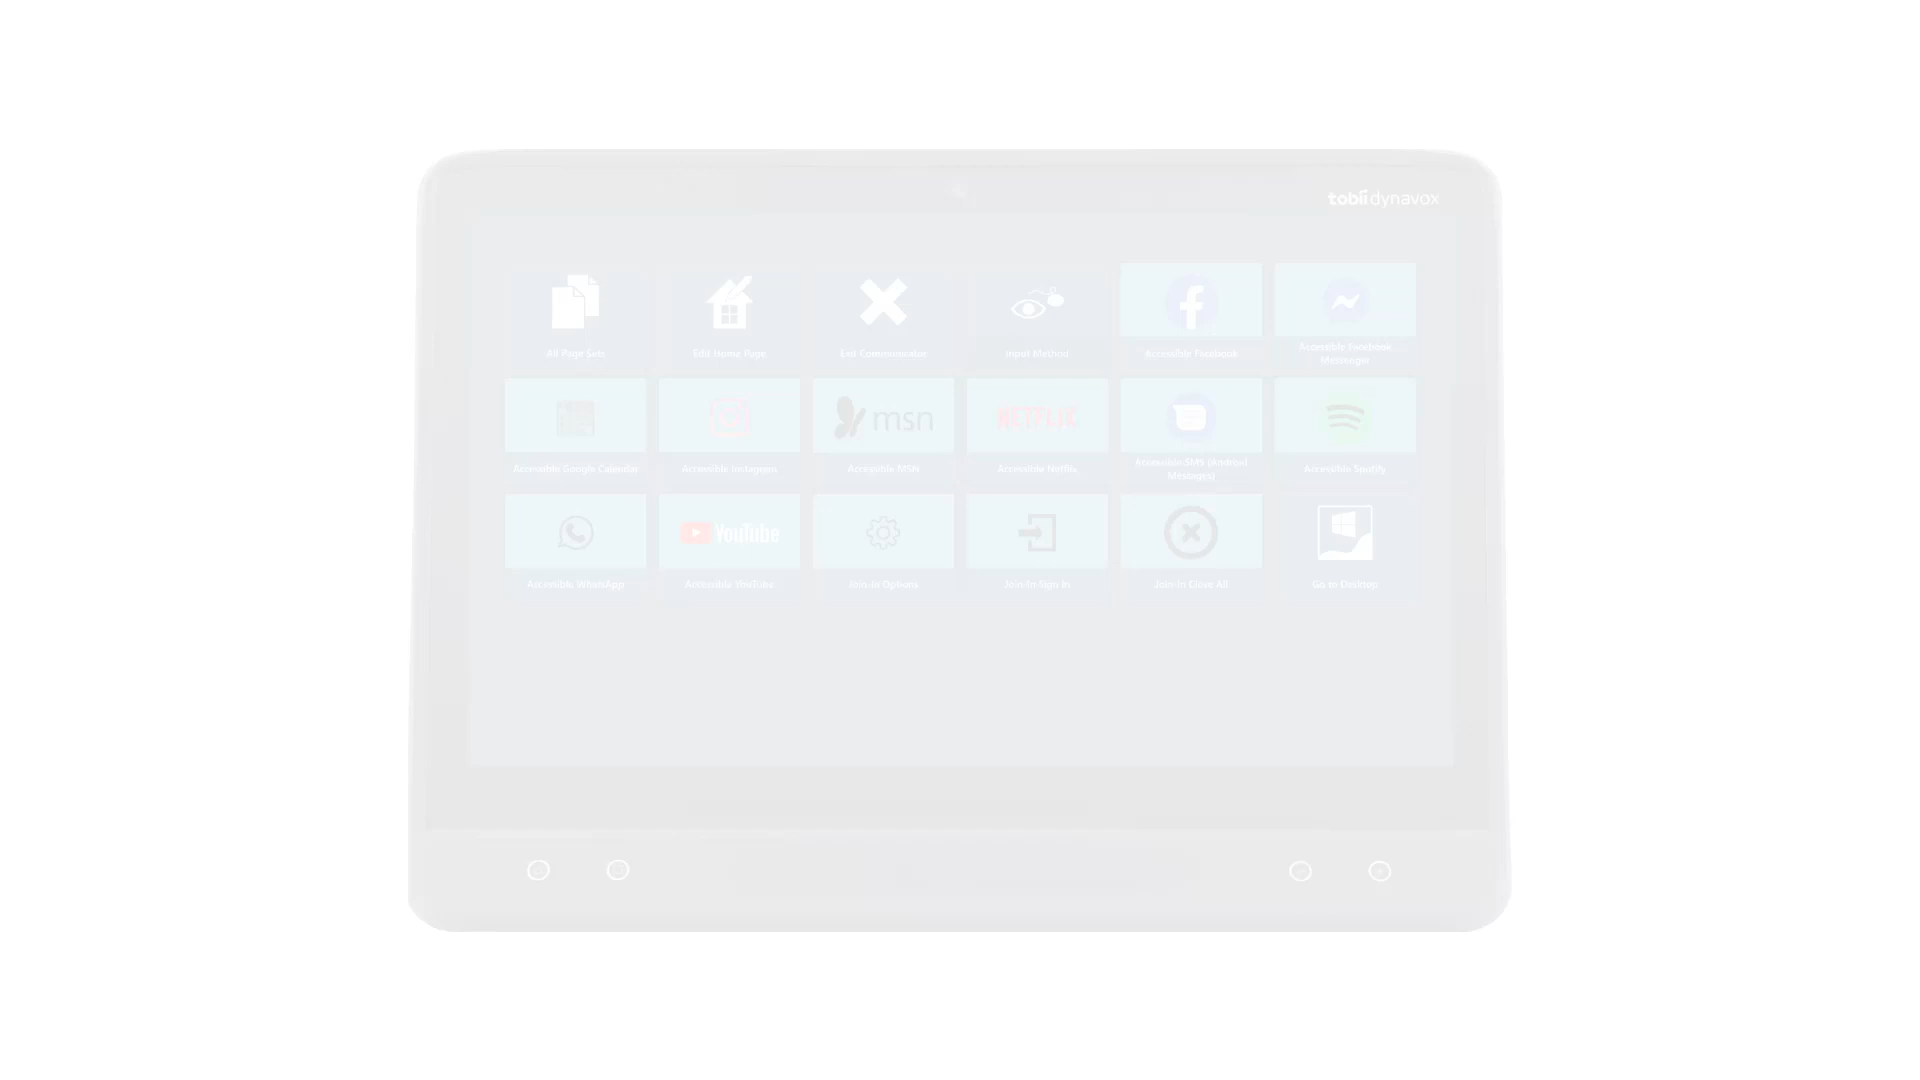 tobii dynavox
All Page Sets
Edit Home Page
Exit Communicator
Input Method
Accessible Facebook
Accessible Facebook
Messenger
msn
NETFLIX
Accessible Google Calendar
Accessible Instagram
Accessible MSN
Accessible Netflix
Accessible SMS (Android
Messages)
Accessible Spotify
YouTube
Accessible WhatsApp
Accessible YouTube
Join-In Options
Join-In Sign In
Join-In Close All
Go to Desktop